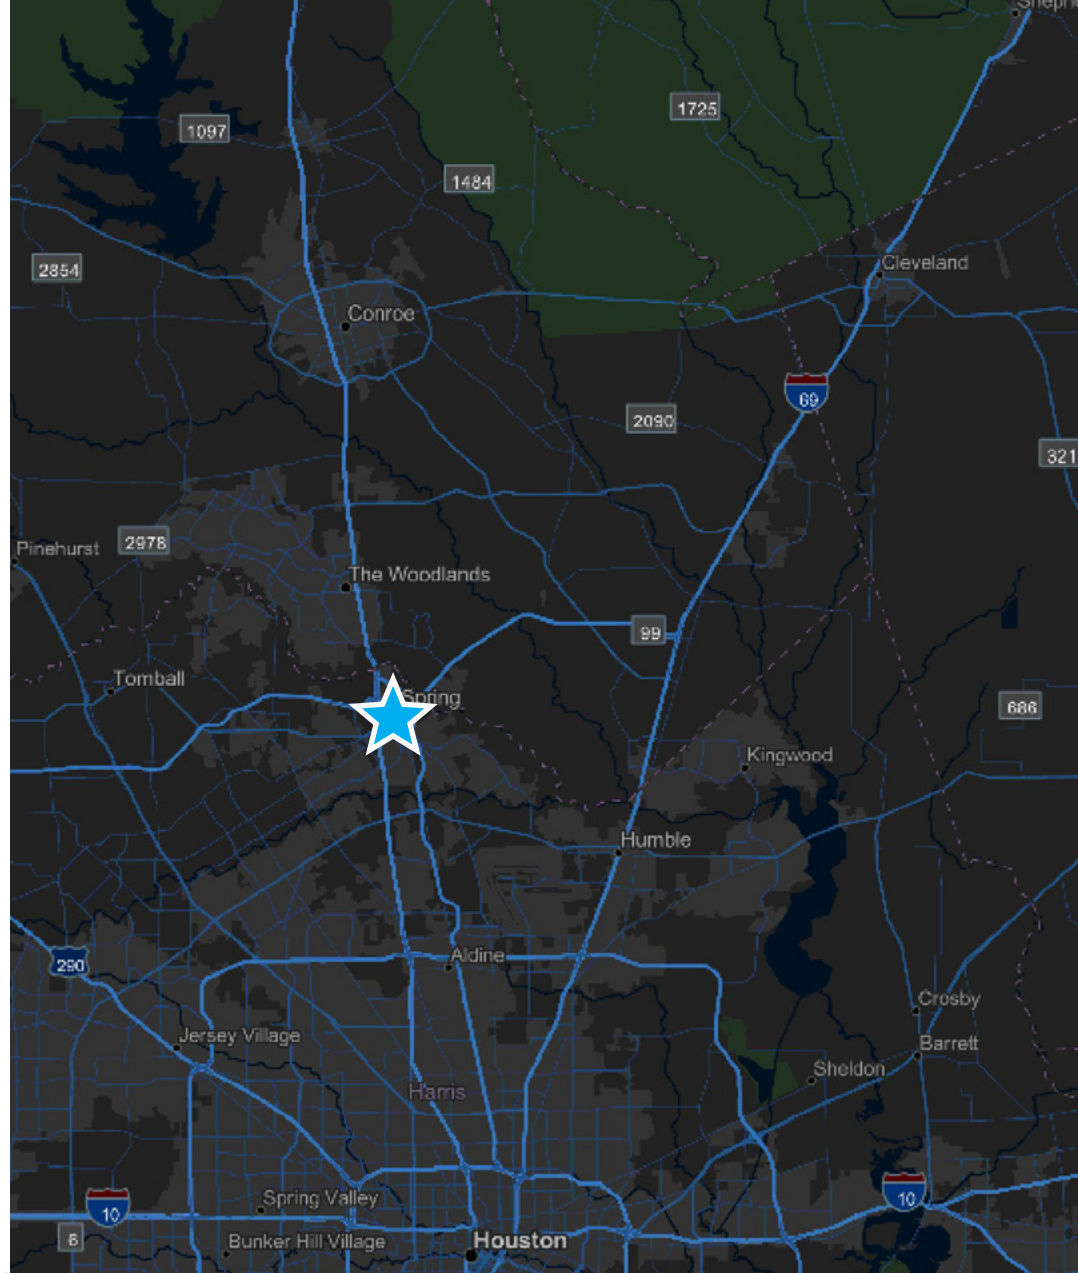 Sheph
1725
1097
1484
2854
Cleveland
Conroe
69
2090
321
2978
Pinehurst
The Woodlands
99
Tomball
Spring
686
Kingwood
Humble
290
Aldine
Crosby
Jersey Village
Barrett
Sheldon
Harris
10
Spring Valley
10
8
Bunker Hill Village
Houston